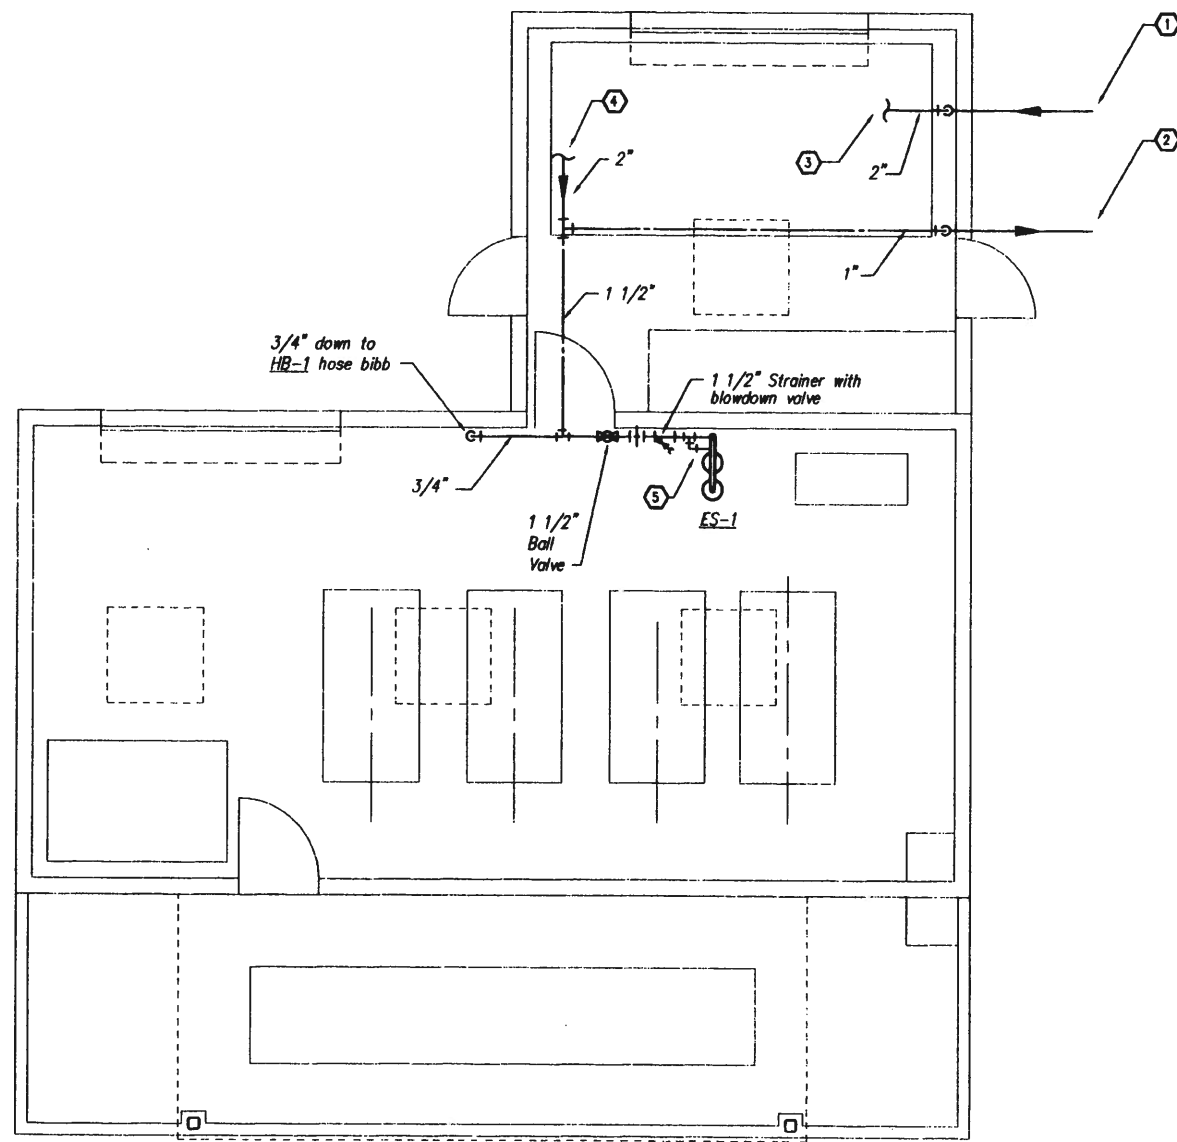 1
4
2
2"
3
2"
1"
1 1/2"
3/4" down to
HB-1 hose bibb
1 1/2" Strainer with
blowdown valve
3/4"
5
ES-1
1 1/2"
Ball
Valve